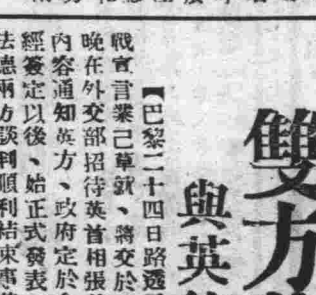 雙方
與英
【巴黎二十四日路透
戰宣言業已草就、將交於
晚在外交部招待英首相張
內容通知英方、政府定於
經簽定以後、始正式發表
法德兩方談判順利結束事